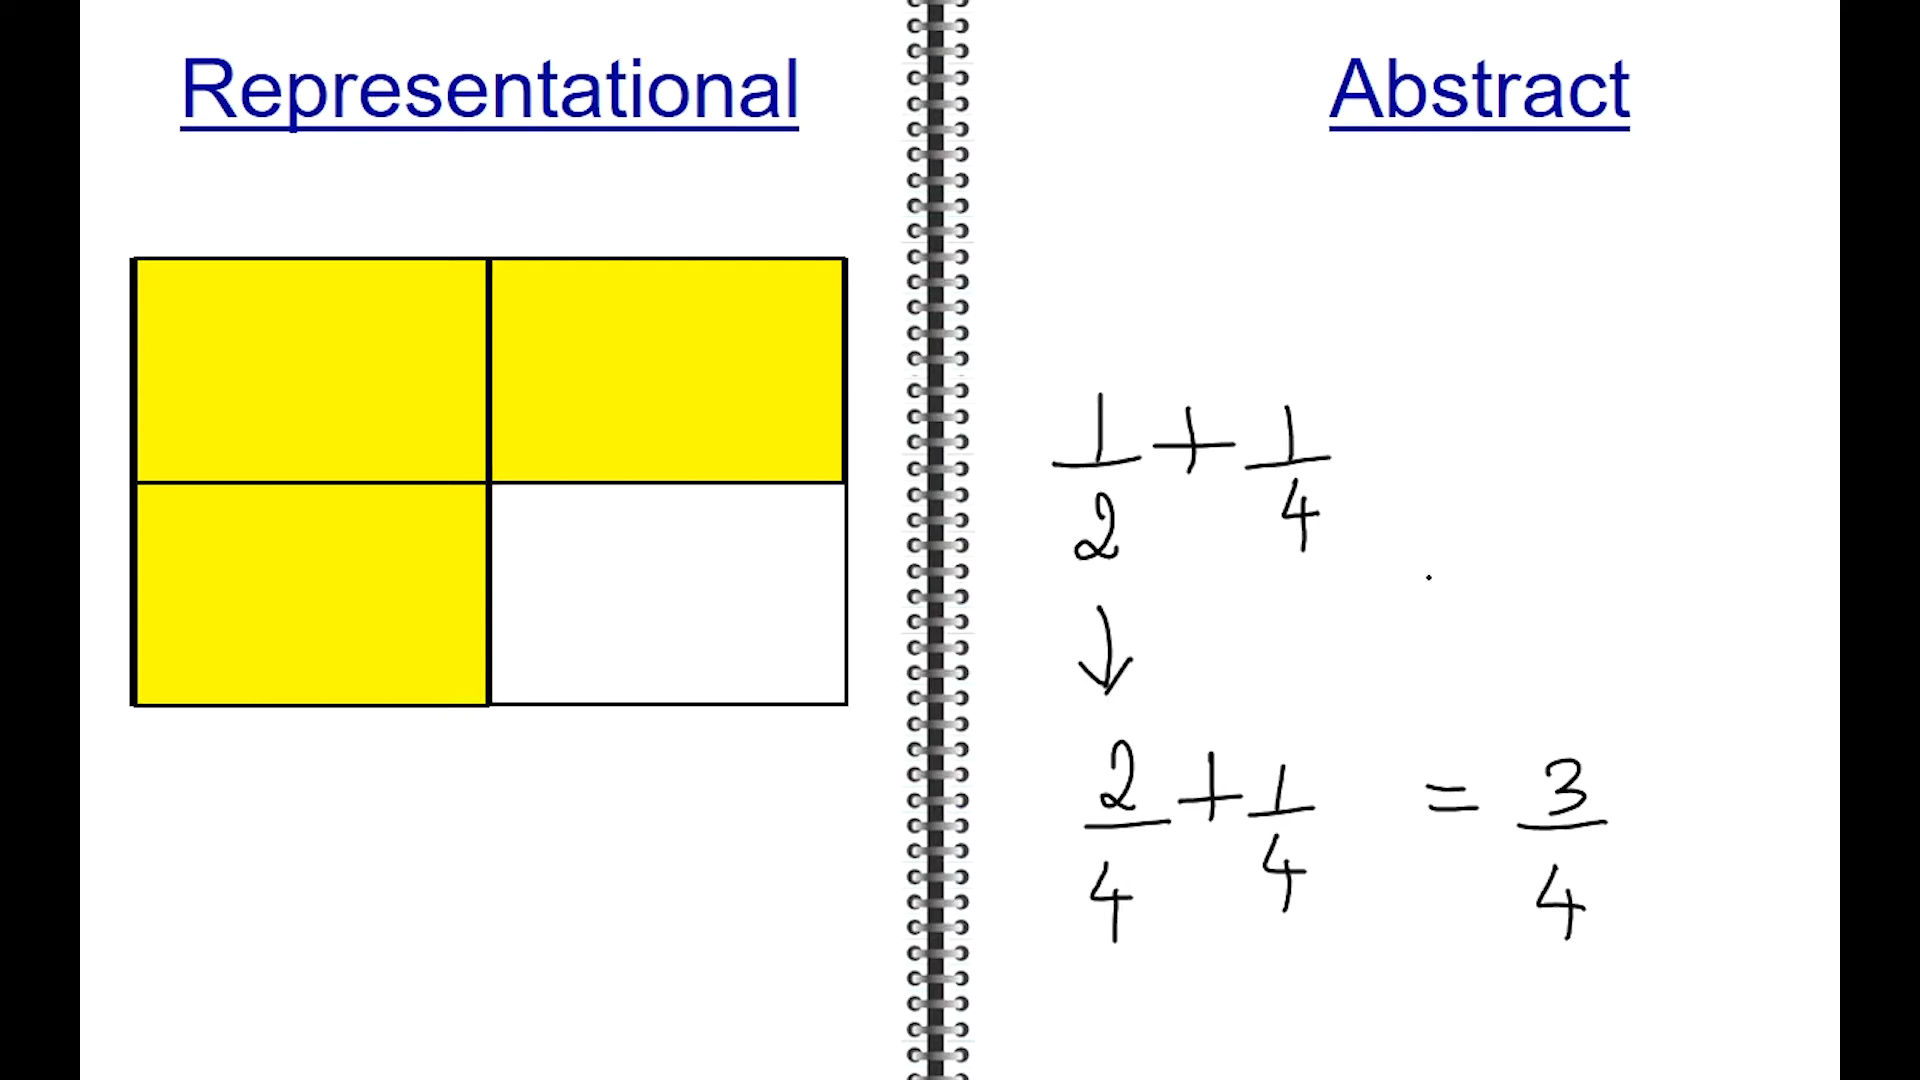 Representational
Abstract
1/2 + 1/4
↓
2/4 + 1/4 = 3/4